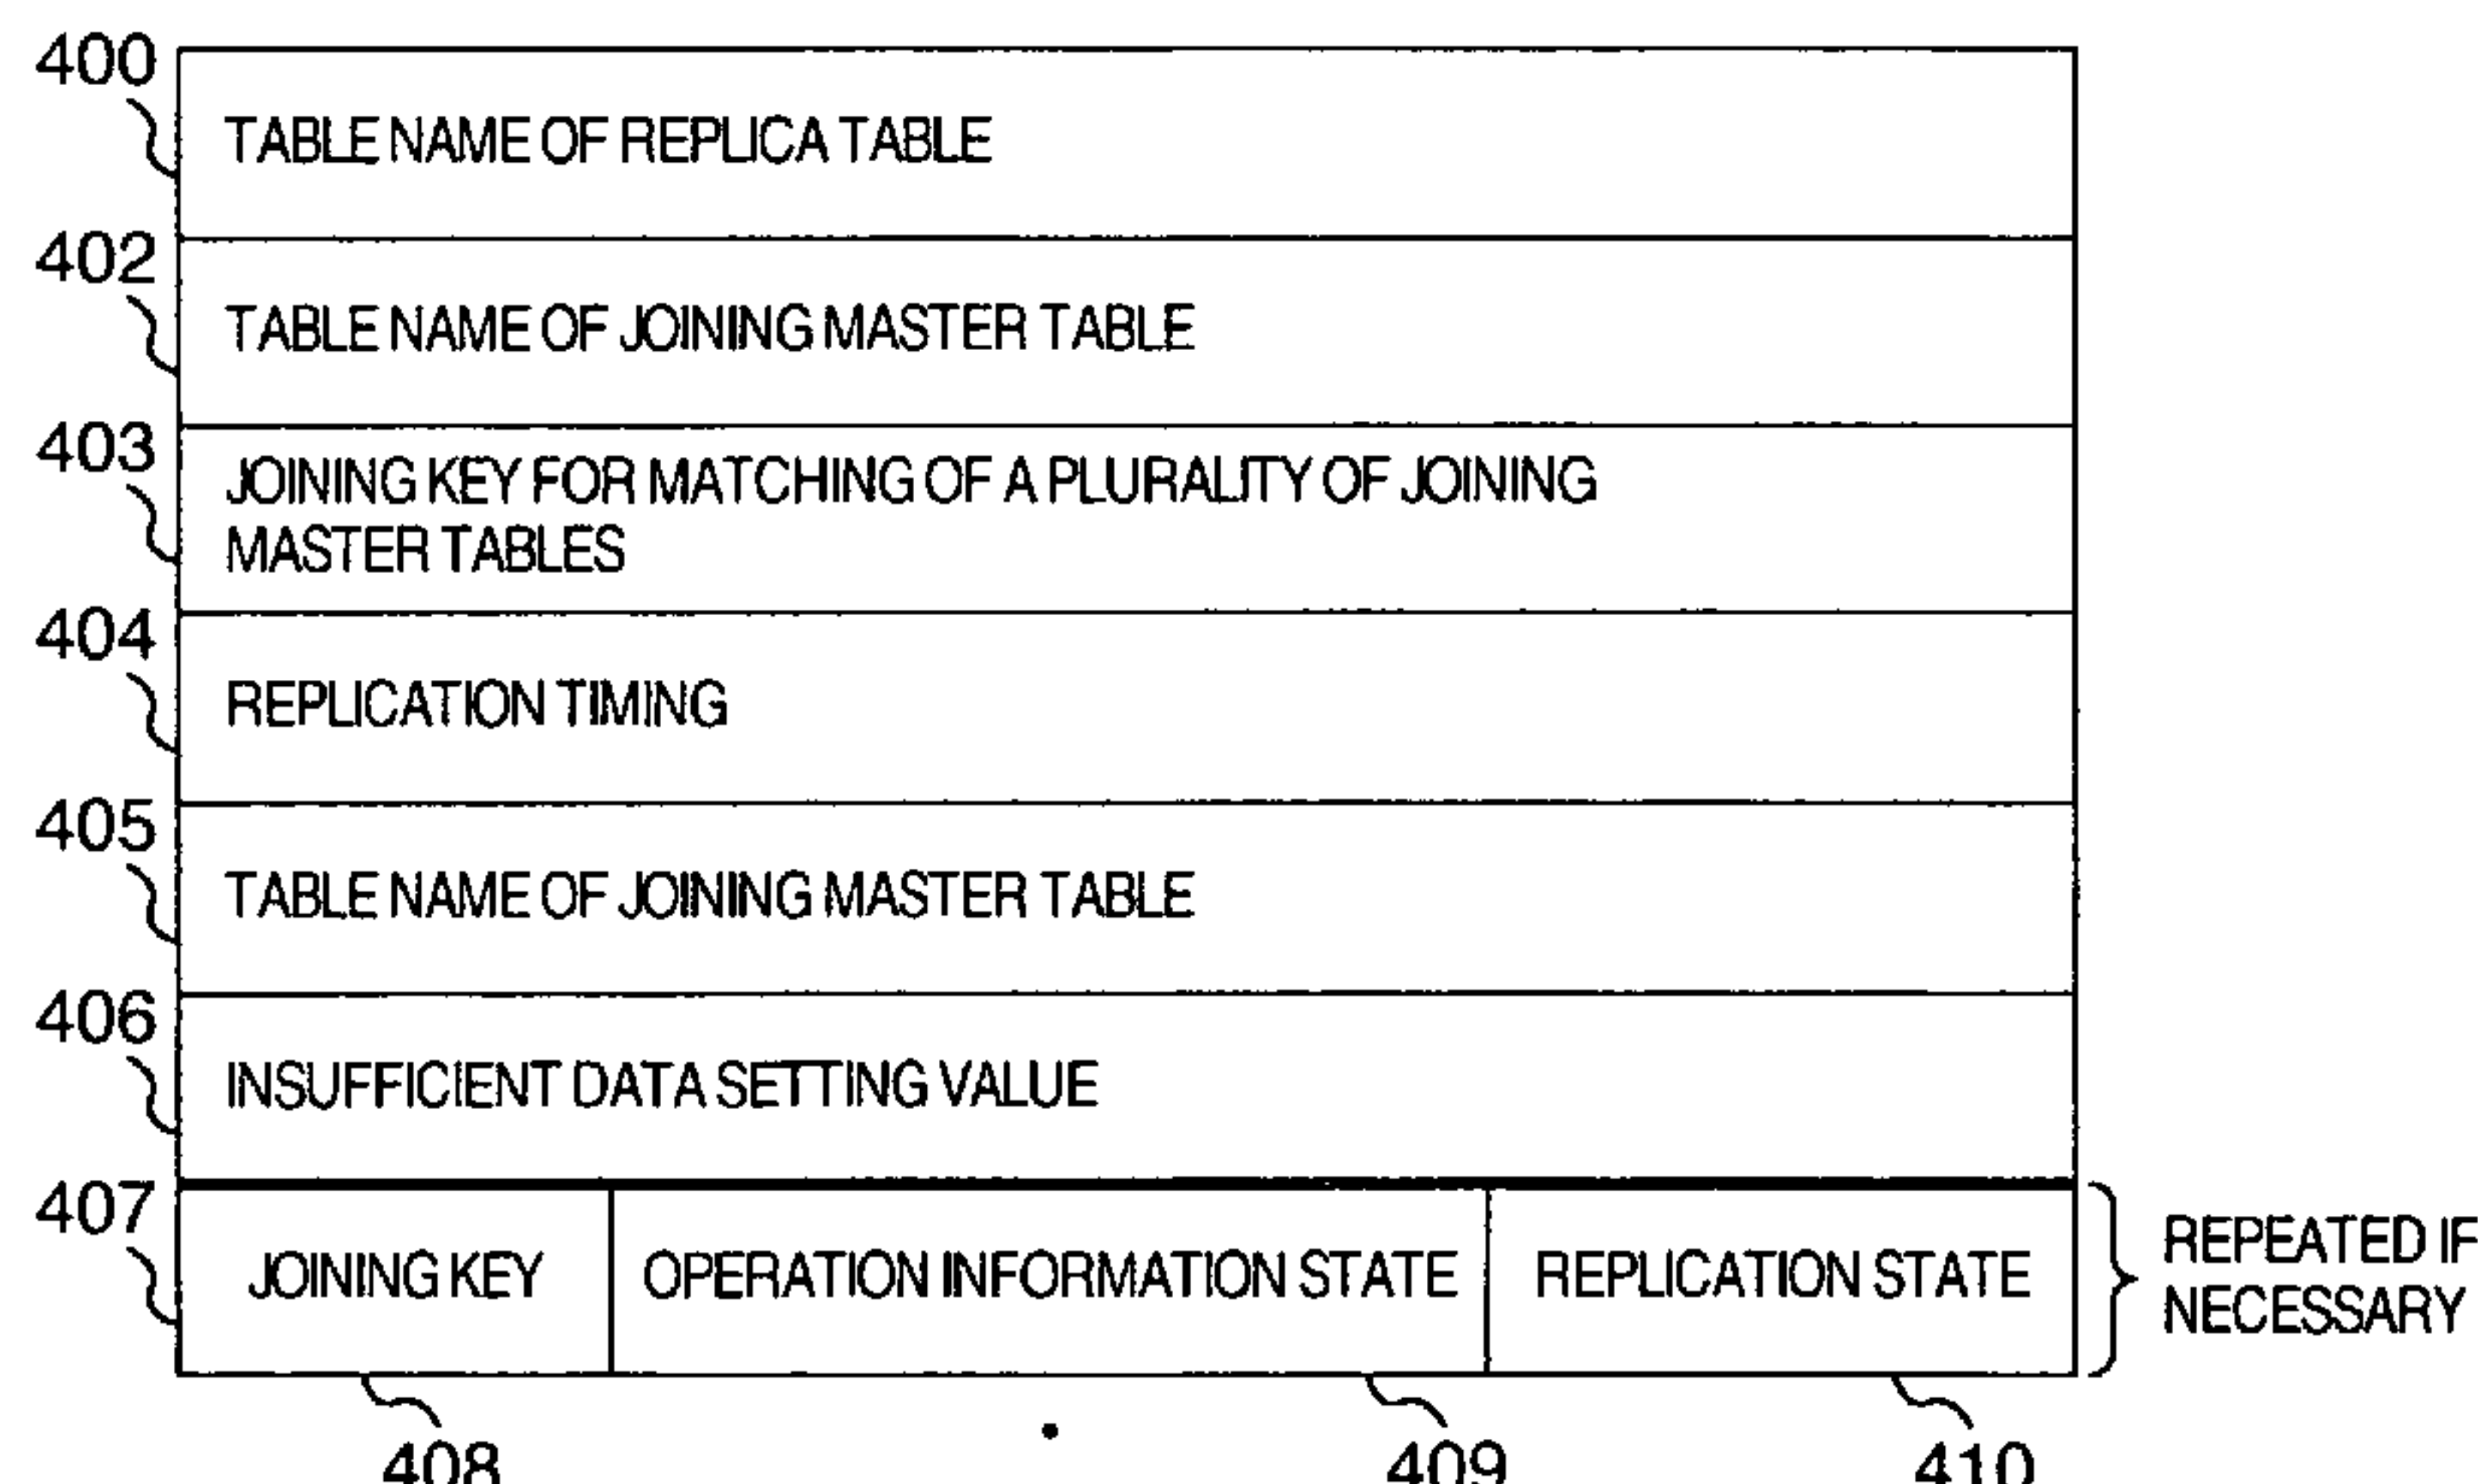 400
TABLE NAME OF REPLICA TABLE
402
TABLE NAME OF JOINING MASTER TABLE
403
JOINING KEY FOR MATCHING OF A PLURALITY OF JOINING
MASTER TABLES
404
REPLICATION TIMING
405
TABLE NAME OF JOINING MASTER TABLE
406
INSUFFICIENT DATA SETTING VALUE
407
JOINING KEY OPERATION INFORMATION STATE REPLICATION STATE
REPEATED IF
NECESSARY
408 409 410